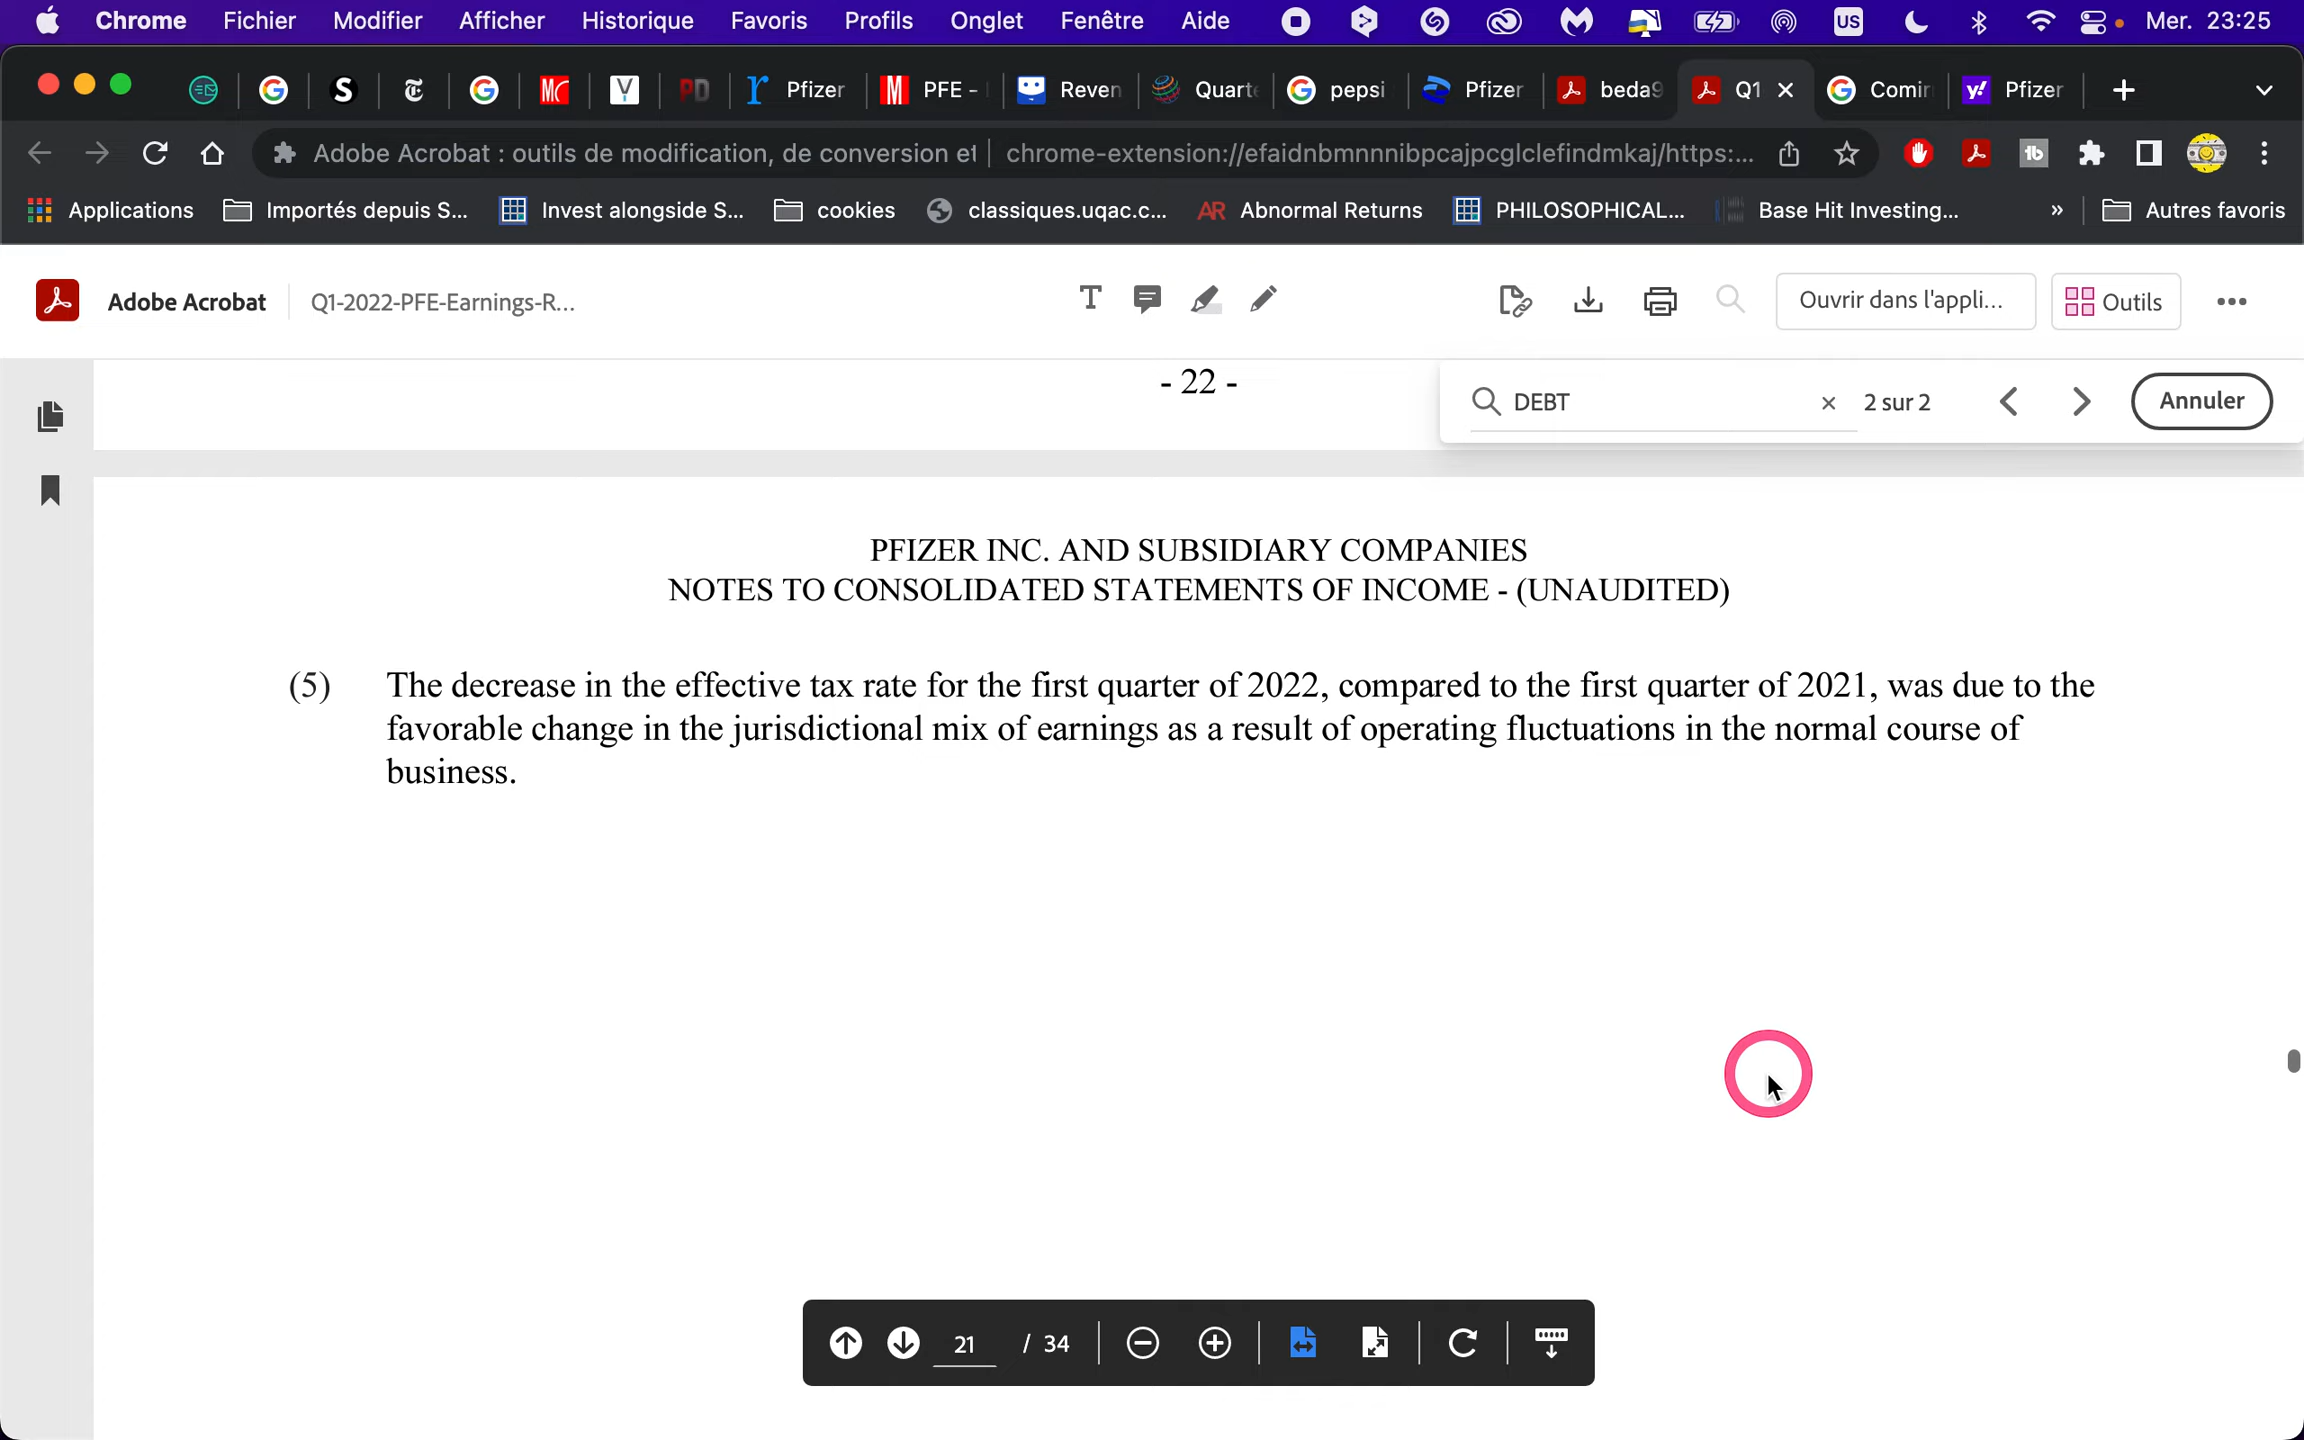 Chrome Fichier Modifier Afficher Historique Favoris Profils Onglet Fenêtre Aide US Mer. 23:25
Pfizer PFE - Reven Quarte pepsi Pfizer beda9 Q1 Comir Pfizer
Adobe Acrobat : outils de modification, de conversion et chrome-extension://efaidnbmnnnibpcajpcglclefindmkaj/https:...
Applications Importés depuis S... Invest alongside S... cookies classiques.uqac.c... AR Abnormal Returns PHILOSOPHICAL... Base Hit Investing... » Autres favoris
Adobe Acrobat Q1-2022-PFE-Earnings-R... Ouvrir dans l'appli... Outils
- 22 -
DEBT 2 sur 2 Annuler
PFIZER INC. AND SUBSIDIARY COMPANIES
NOTES TO CONSOLIDATED STATEMENTS OF INCOME - (UNAUDITED)
(5) The decrease in the effective tax rate for the first quarter of 2022, compared to the first quarter of 2021, was due to the
favorable change in the jurisdictional mix of earnings as a result of operating fluctuations in the normal course of
business.
21 / 34